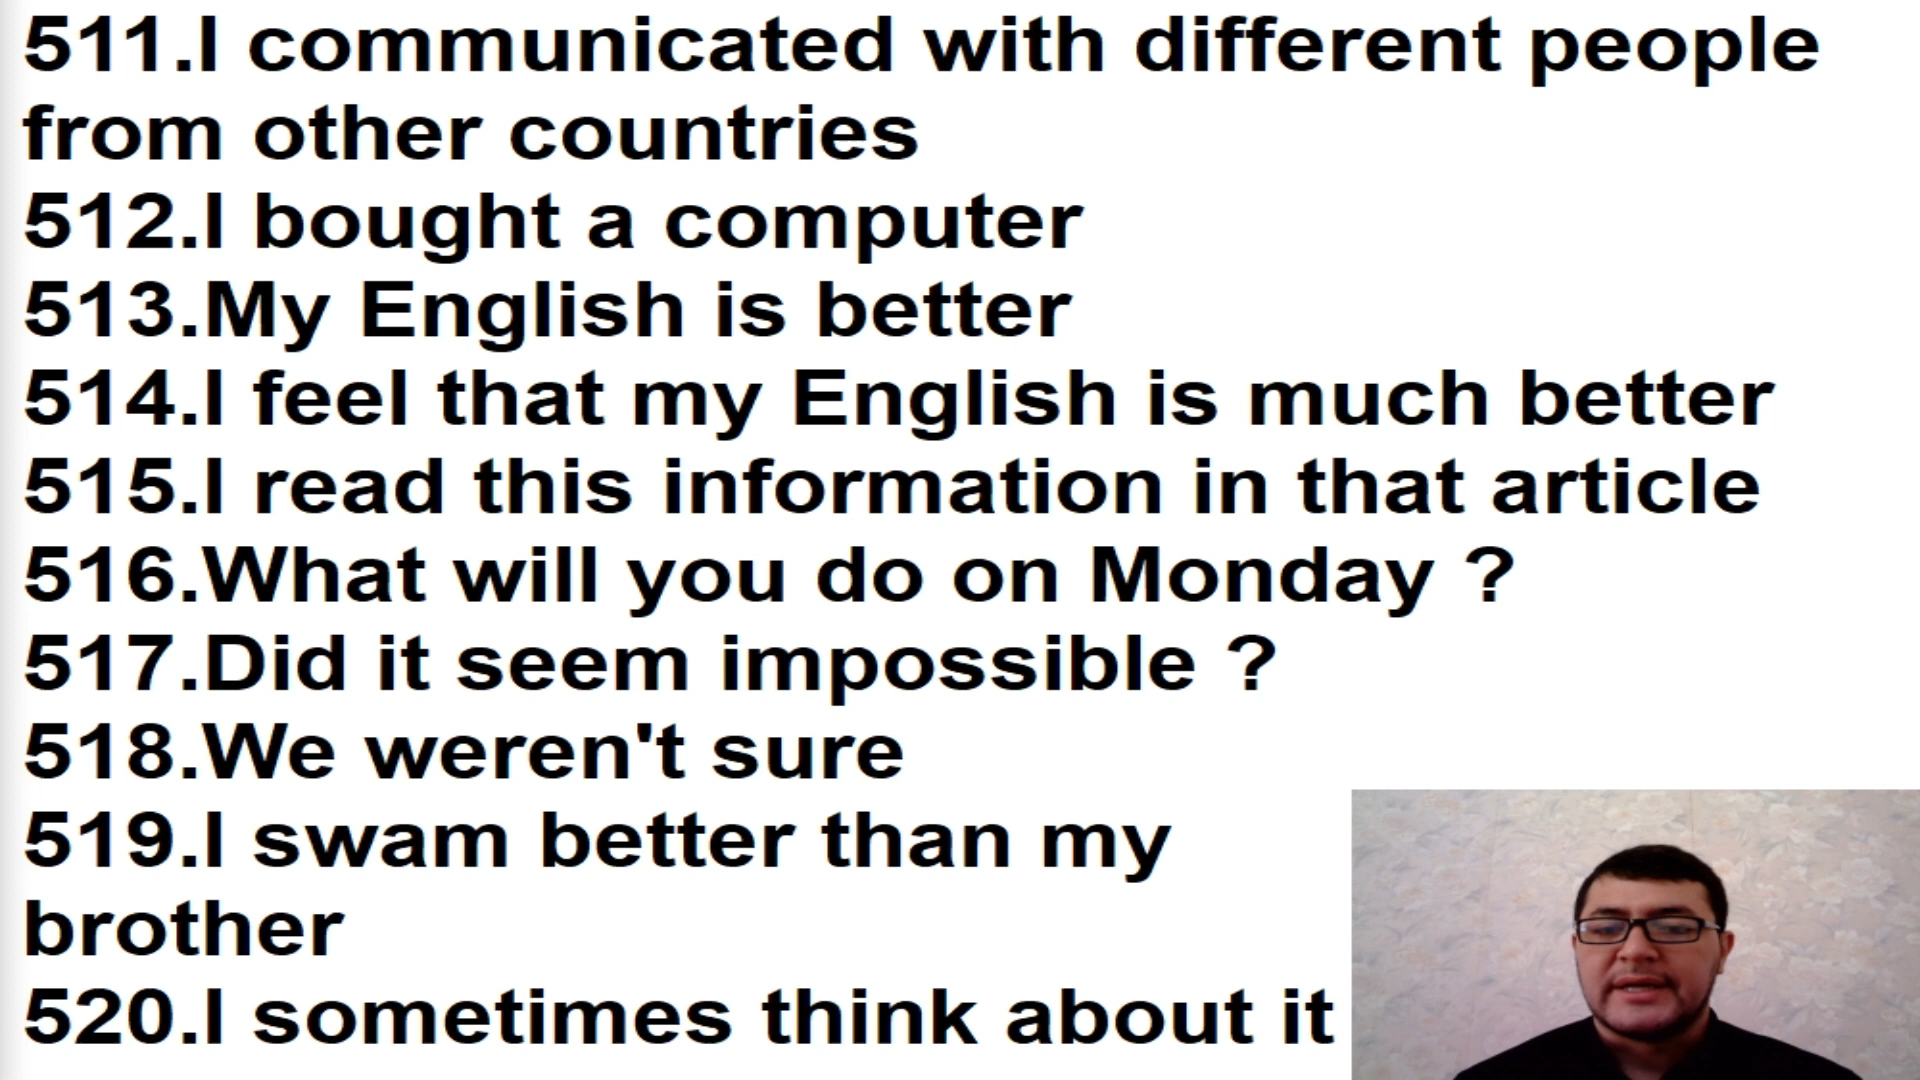 511.I communicated with different people
from other countries
512.I bought a computer
513.My English is better
514.I feel that my English is much better
515.I read this information in that article
516.What will you do on Monday ?
517.Did it seem impossible ?
518.We weren't sure
519.I swam better than my
brother
520.I sometimes think about it